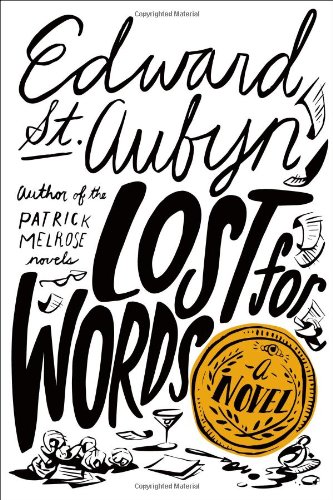 Copyrighted Material
Edward
St. Aubyn
Author of the
PATRICK
MELROSE
novels
LOST for
WORDS
a
NOVEL
Copyrighted Material